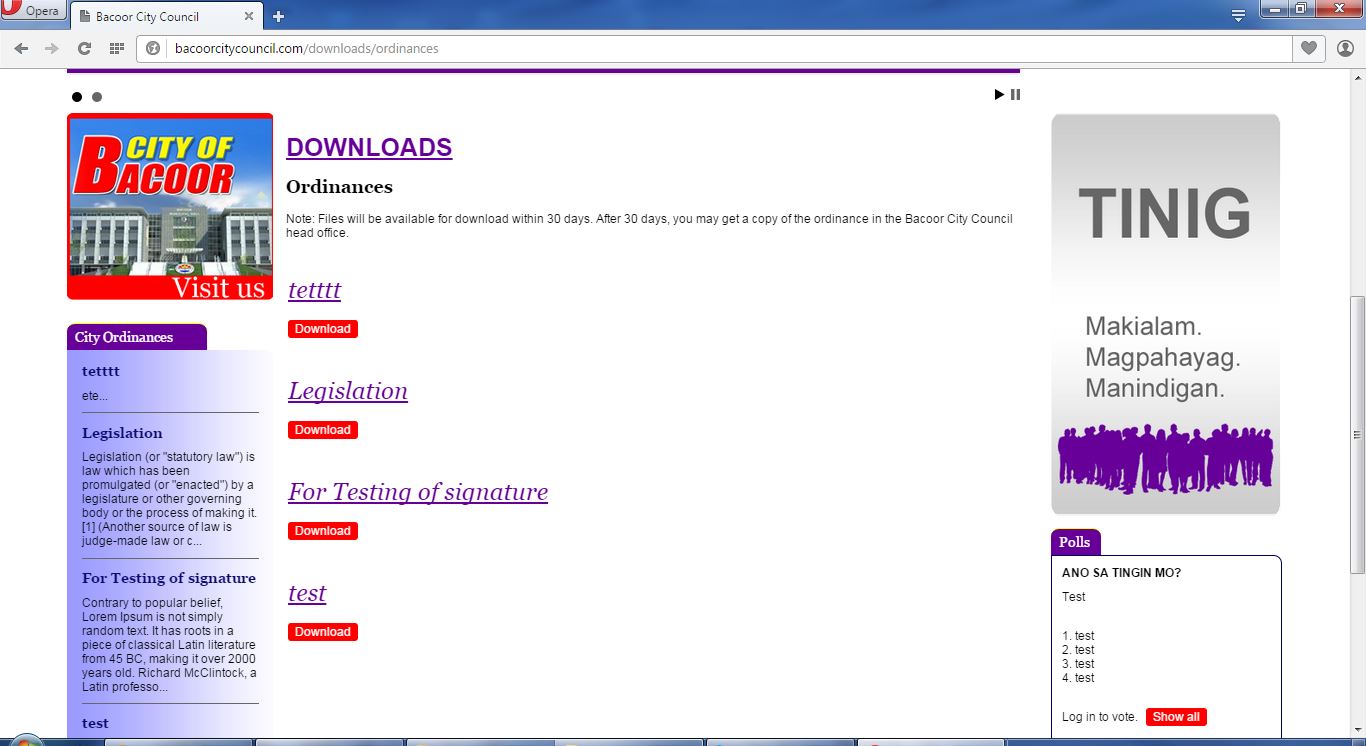 Opera
Bacoor City Council
bacoorcitycouncil.com/downloads/ordinances
CITY OF
BACOOR
Visit us
City Ordinances
tetttt
ete...
Legislation
Legislation (or "statutory law") is
law which has been
promulgated (or "enacted") by a
legislature or other governing
body or the process of making it.
[1] (Another source of law is
judge-made law or c...
For Testing of signature
Contrary to popular belief,
Lorem Ipsum is not simply
random text. It has roots in a
piece of classical Latin literature
from 45 BC, making it over 2000
years old. Richard McClintock, a
Latin professo...
test
DOWNLOADS
Ordinances
Note: Files will be available for download within 30 days. After 30 days, you may get a copy of the ordinance in the Bacoor City Council
head office.
tetttt
Download
Legislation
Download
For Testing of signature
Download
test
Download
TINIG
Makialam.
Magpahayag.
Manindigan.
Polls
ANO SA TINGIN MO?
Test
1. test
2. test
3. test
4. test
Log in to vote. Show all